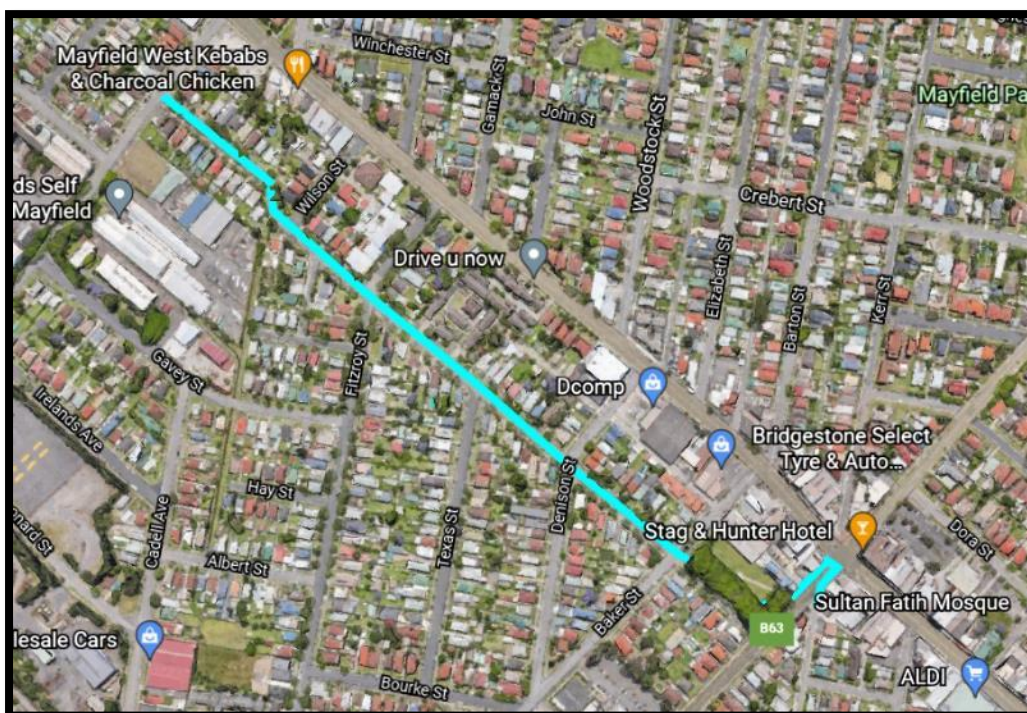 Winchester St
Mayfield West Kebabs
& Charcoal Chicken
Garnack St
John St
Mayfield Pa
Woodstock St
Wilson St
ds Self
Mayfield
Crebert St
Drive u now
Elizabeth St
Kerr St
Barton St
Fitzroy St
Gavey St
Dcomp
Irelands Ave
Bridgestone Select
Tyre & Auto...
Hay St
Texas St
Denison St
Stag & Hunter Hotel
Dora St
onard St
Cadell Ave
Albert St
Baker St
Sultan Fatih Mosque
B63
lesale Cars
ALDI
Bourke St